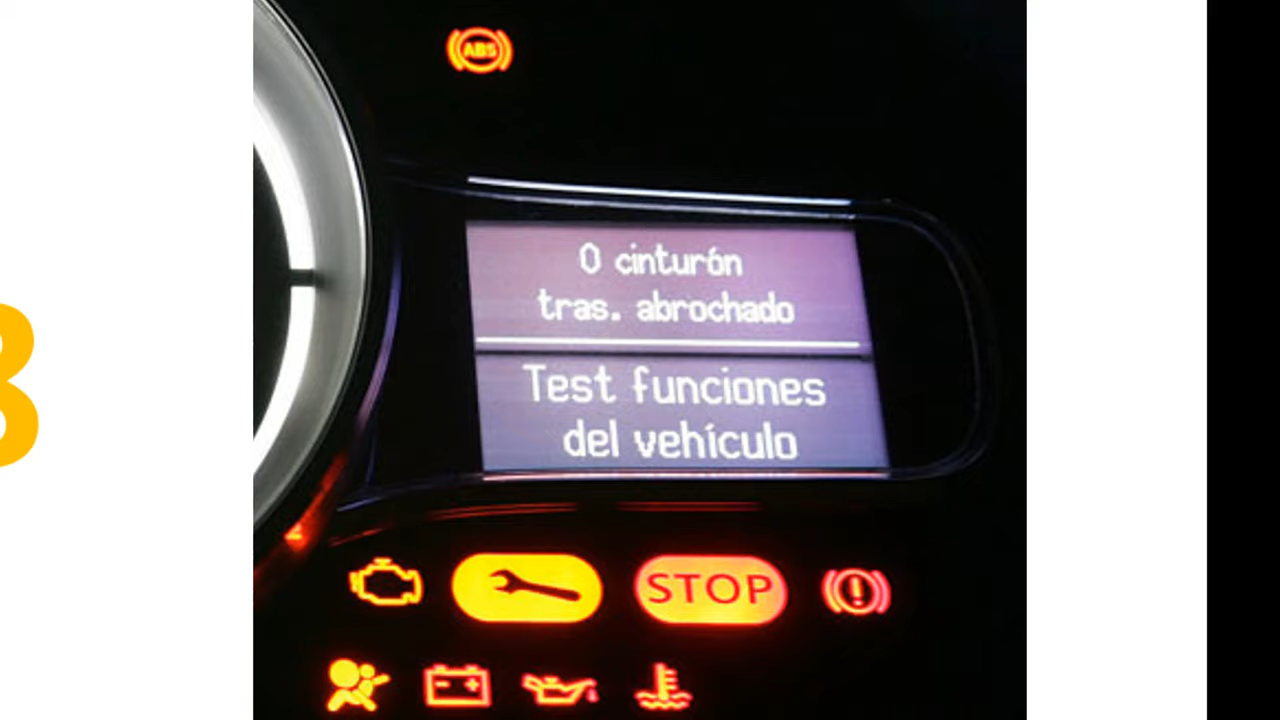 ABS
0 cinturón
tras. abrochado
Test funciones
del vehículo
STOP